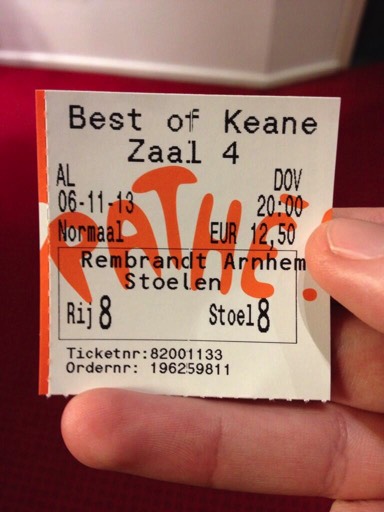 Best of Keane
Zaal 4
AL DOV
06-11-13 20:00
Normaal EUR 12,50
PATHÉ!
Rembrandt Arnhem
Stoelen
Rij 8 Stoel 8
Ticketnr:82001133
Ordernr: 196259811